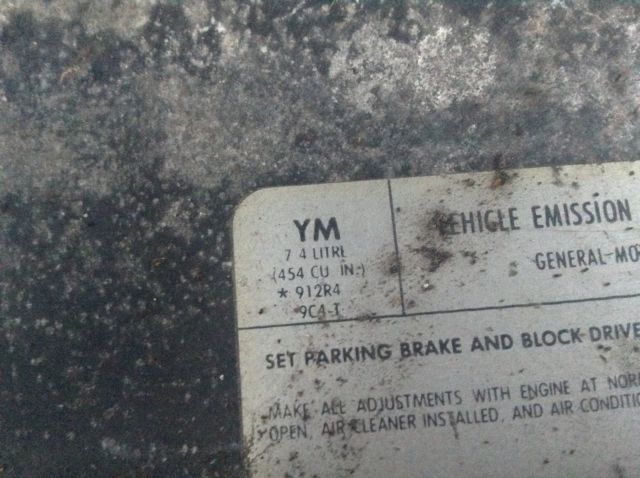 YM
7.4 LITRE
(454 CU. IN.)
* 912R4
9C4-T
VEHICLE EMISSION
GENERAL MO
SET PARKING BRAKE AND BLOCK DRIVE
MAKE ALL ADJUSTMENTS WITH ENGINE AT NOR
OPEN, AIR CLEANER INSTALLED, AND AIR CONDITIO